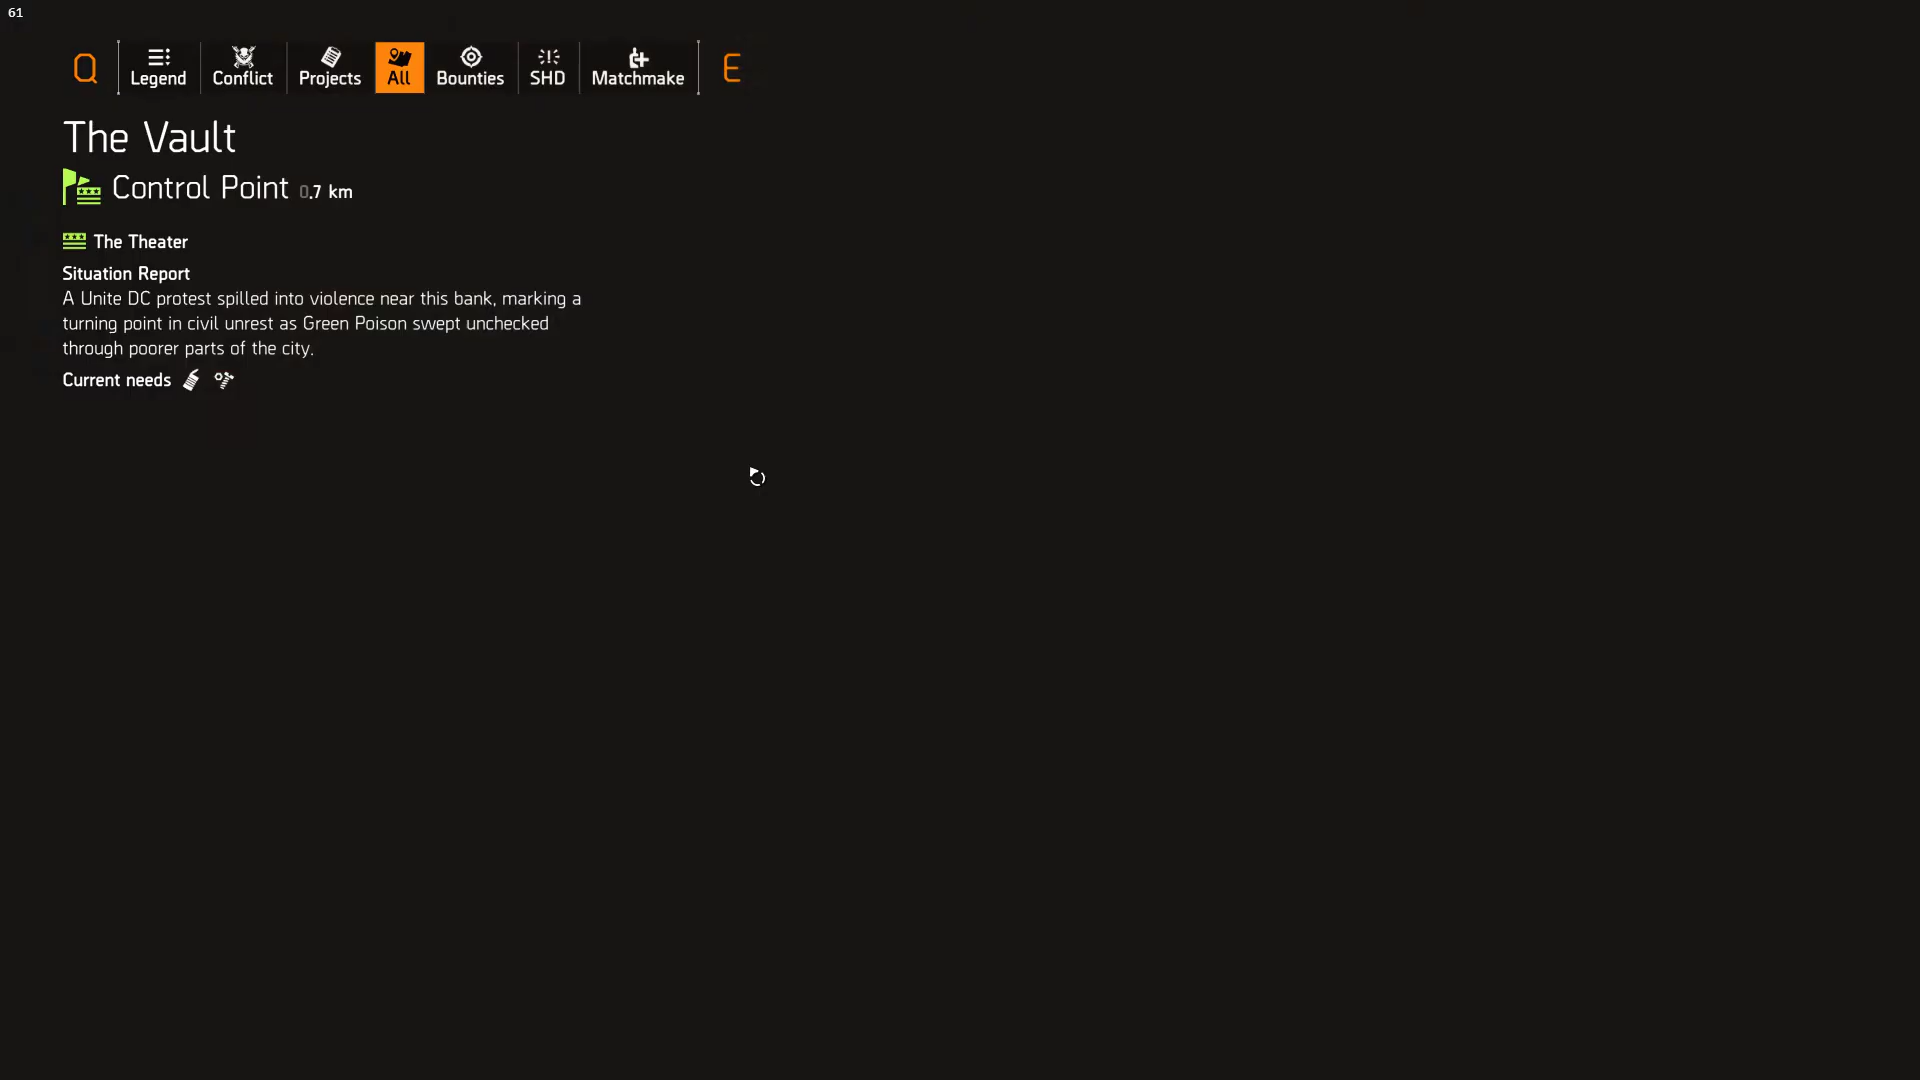 61
Q Legend Conflict Projects All Bounties SHD Matchmake E
The Vault
Control Point 0.7 km
The Theater
Situation Report
A Unite DC protest spilled into violence near this bank, marking a
turning point in civil unrest as Green Poison swept unchecked
through poorer parts of the city.
Current needs